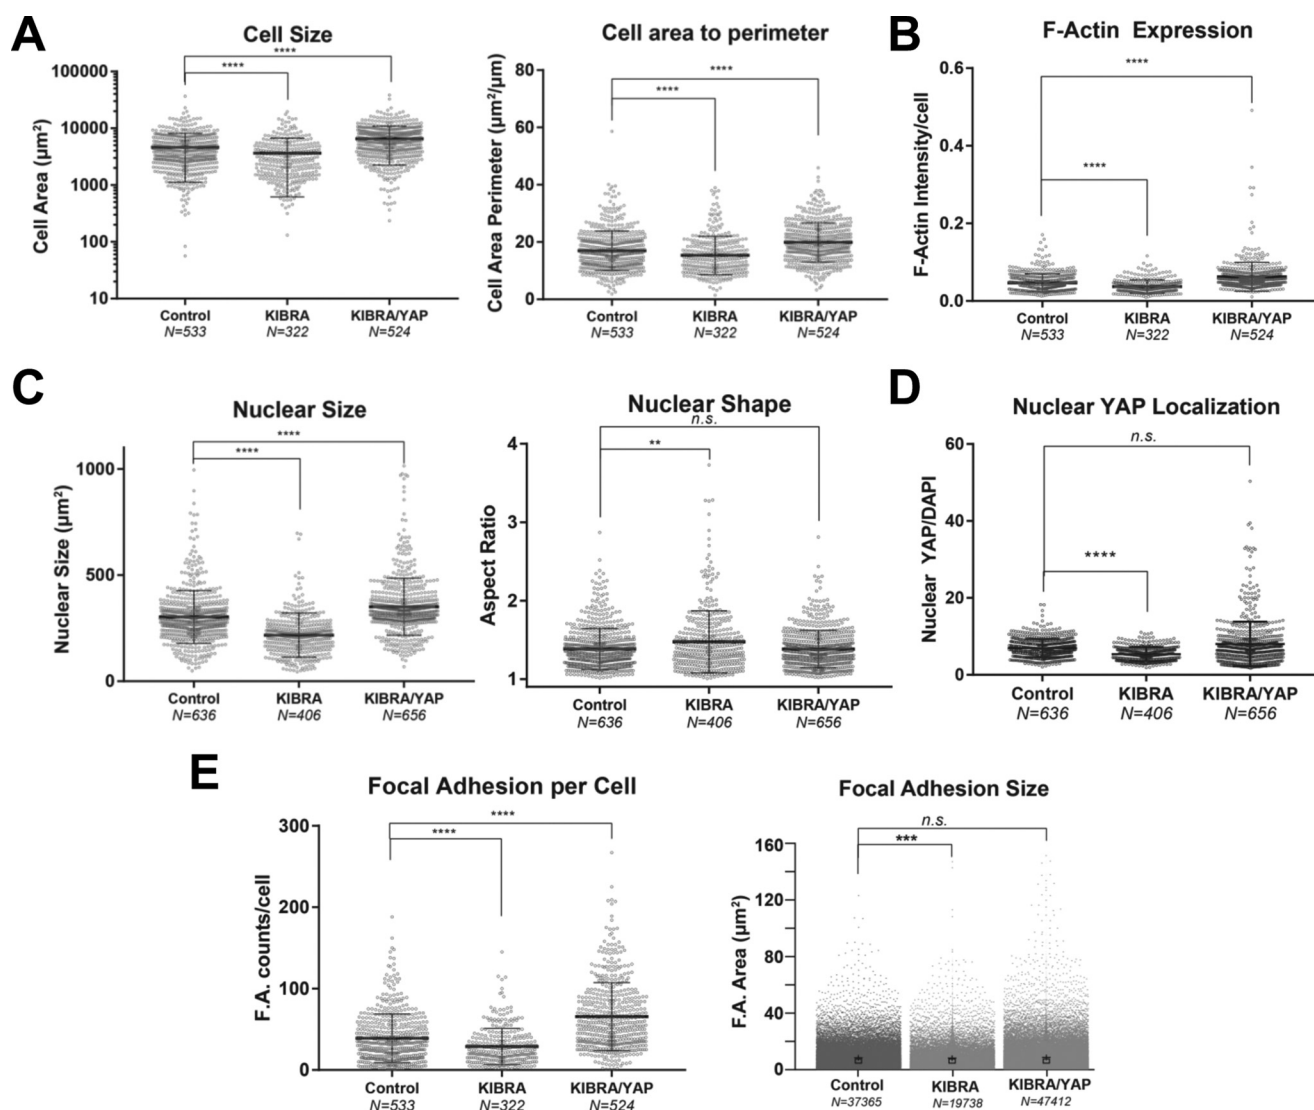 A
Cell Size
****
****
Cell Area (µm²)
100000
10000
1000
100
10
Control
KIBRA
KIBRA/YAP
N=533
N=322
N=524
Cell area to perimeter
****
****
Cell Area Perimeter (µm²/µm)
80
60
40
20
0
Control
KIBRA
KIBRA/YAP
N=533
N=322
N=524
B
F-Actin Expression
****
****
F-Actin Intensity/cell
0.6
0.4
0.2
0.0
Control
KIBRA
KIBRA/YAP
N=533
N=322
N=524
C
Nuclear Size
****
****
Nuclear Size (µm²)
1000
500
0
Control
KIBRA
KIBRA/YAP
N=636
N=406
N=656
Nuclear Shape
n.s.
**
Aspect Ratio
4
3
2
1
Control
KIBRA
KIBRA/YAP
N=636
N=406
N=656
D
Nuclear YAP Localization
n.s.
****
Nuclear YAP/DAPI
60
40
20
0
Control
KIBRA
KIBRA/YAP
N=636
N=406
N=656
E
Focal Adhesion per Cell
****
****
F.A. counts/cell
300
200
100
0
Control
KIBRA
KIBRA/YAP
N=533
N=322
N=524
Focal Adhesion Size
n.s.
***
F.A. Area (µm²)
160
120
80
40
0
Control
KIBRA
KIBRA/YAP
N=37365
N=19738
N=47412